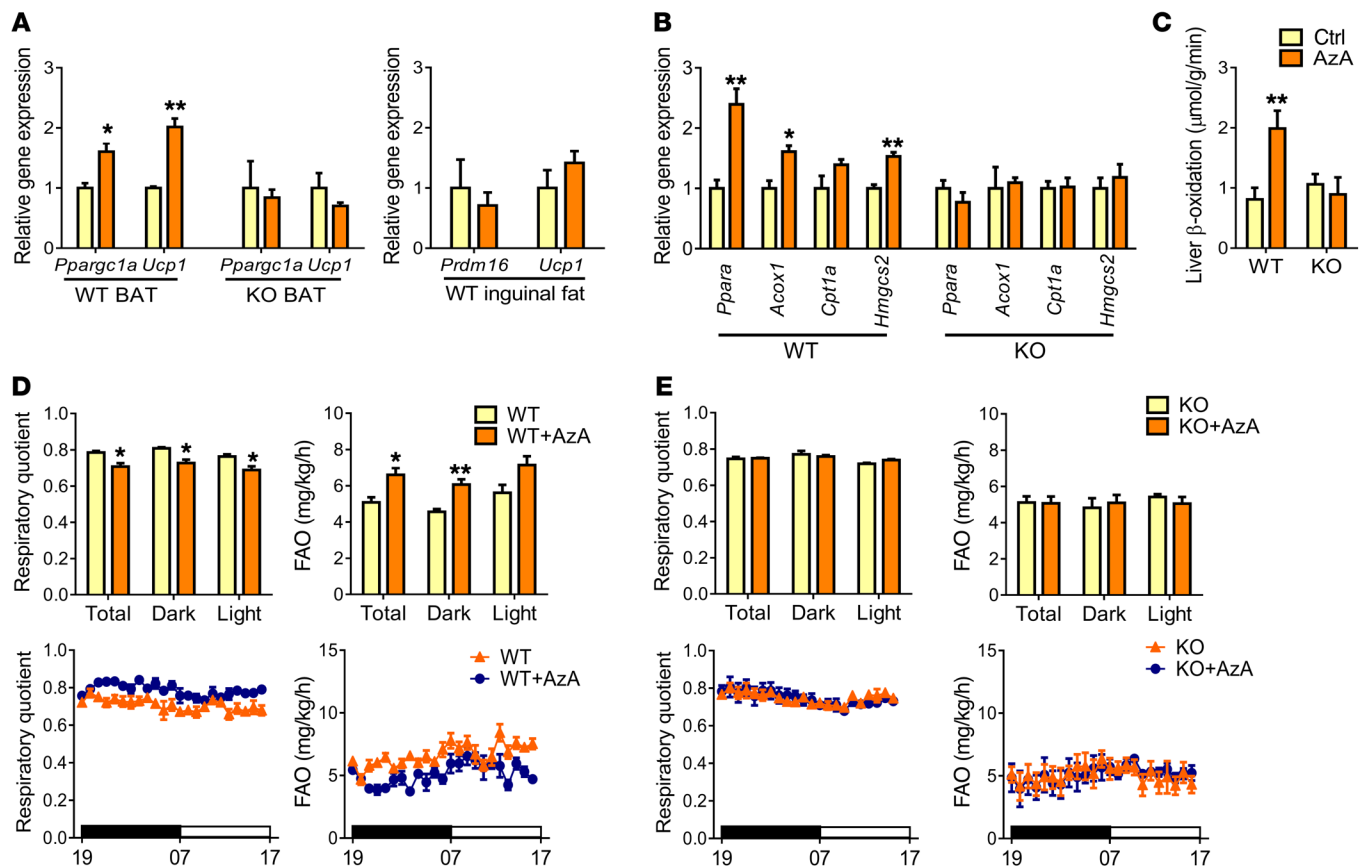 A
Relative gene expression
3
2
1
0
*
**
Ppargc1a Ucp1
Ppargc1a Ucp1
WT BAT
KO BAT
Relative gene expression
3
2
1
0
Prdm16
Ucp1
WT inguinal fat
B
Relative gene expression
3
2
1
0
**
*
**
Ppara
Acox1
Cpt1a
Hmgcs2
Ppara
Acox1
Cpt1a
Hmgcs2
WT
KO
C
Ctrl
AzA
Liver β-oxidation (μmol/g/min)
3
2
1
0
**
WT
KO
D
Respiratory quotient
1.0
0.8
0.6
0.4
0.2
0.0
*
*
*
Total
Dark
Light
FAO (mg/kg/h)
10
8
6
4
2
0
WT
WT+AzA
*
**
Total
Dark
Light
Respiratory quotient
1.0
0.8
0.6
0.4
0.2
0.0
19
07
17
FAO (mg/kg/h)
15
10
5
0
WT
WT+AzA
19
07
17
E
Respiratory quotient
1.0
0.8
0.6
0.4
0.2
0.0
Total
Dark
Light
FAO (mg/kg/h)
10
8
6
4
2
0
KO
KO+AzA
Total
Dark
Light
Respiratory quotient
1.0
0.8
0.6
0.4
0.2
0.0
19
07
17
FAO (mg/kg/h)
15
10
5
0
KO
KO+AzA
19
07
17